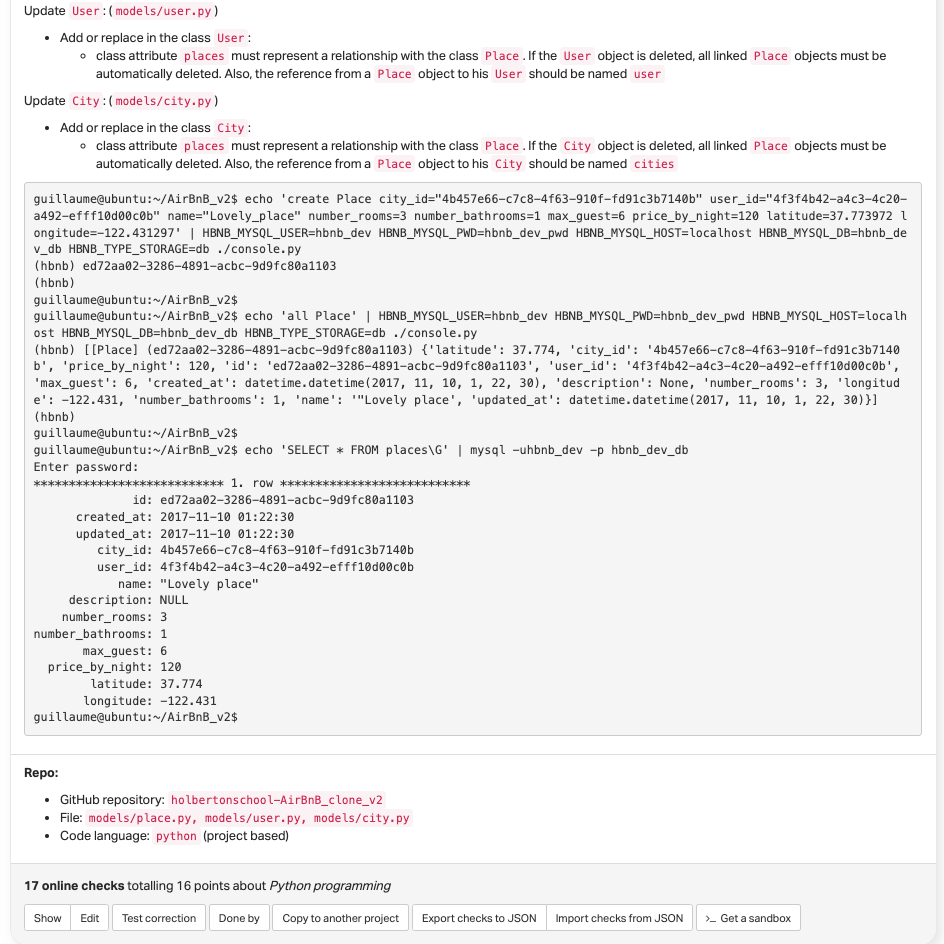 Update User: (models/user.py)
Add or replace in the class User:
class attribute places must represent a relationship with the class Place. If the User object is deleted, all linked Place objects must be
automatically deleted. Also, the reference from a Place object to his User should be named user
Update City: (models/city.py)
Add or replace in the class City:
class attribute places must represent a relationship with the class Place. If the City object is deleted, all linked Place objects must be
automatically deleted. Also, the reference from a Place object to his City should be named cities
guillaume@ubuntu:~/AirBnB_v2$ echo 'create Place city_id="4b457e66-c7c8-4f63-910f-fd91c3b7140b" user_id="4f3f4b42-a4c3-4c20-
a492-efff10d00c0b" name="Lovely_place" number_rooms=3 number_bathrooms=1 max_guest=6 price_by_night=120 latitude=37.773972 l
ongitude=-122.431297' | HBNB_MYSQL_USER=hbnb_dev HBNB_MYSQL_PWD=hbnb_dev_pwd HBNB_MYSQL_HOST=localhost HBNB_MYSQL_DB=hbnb_de
v_db HBNB_TYPE_STORAGE=db ./console.py
(hbnb) ed72aa02-3286-4891-acbc-9d9fc80a1103
(hbnb)
guillaume@ubuntu:~/AirBnB_v2$
guillaume@ubuntu:~/AirBnB_v2$ echo 'all Place' | HBNB_MYSQL_USER=hbnb_dev HBNB_MYSQL_PWD=hbnb_dev_pwd HBNB_MYSQL_HOST=localh
ost HBNB_MYSQL_DB=hbnb_dev_db HBNB_TYPE_STORAGE=db ./console.py
(hbnb) [[Place] (ed72aa02-3286-4891-acbc-9d9fc80a1103) {'latitude': 37.774, 'city_id': '4b457e66-c7c8-4f63-910f-fd91c3b7140
b', 'price_by_night': 120, 'id': 'ed72aa02-3286-4891-acbc-9d9fc80a1103', 'user_id': '4f3f4b42-a4c3-4c20-a492-efff10d00c0b',
'max_guest': 6, 'created_at': datetime.datetime(2017, 11, 10, 1, 22, 30), 'description': None, 'number_rooms': 3, 'longitud
e': -122.431, 'number_bathrooms': 1, 'name': '"Lovely place', 'updated_at': datetime.datetime(2017, 11, 10, 1, 22, 30)}]
(hbnb)
guillaume@ubuntu:~/AirBnB_v2$
guillaume@ubuntu:~/AirBnB_v2$ echo 'SELECT * FROM places\G' | mysql -uhbnb_dev -p hbnb_dev_db
Enter password:
*************************** 1. row ***************************
id: ed72aa02-3286-4891-acbc-9d9fc80a1103
created_at: 2017-11-10 01:22:30
updated_at: 2017-11-10 01:22:30
city_id: 4b457e66-c7c8-4f63-910f-fd91c3b7140b
user_id: 4f3f4b42-a4c3-4c20-a492-efff10d00c0b
name: "Lovely place"
description: NULL
number_rooms: 3
number_bathrooms: 1
max_guest: 6
price_by_night: 120
latitude: 37.774
longitude: -122.431
guillaume@ubuntu:~/AirBnB_v2$
Repo:
GitHub repository: holbertonschool-AirBnB_clone_v2
File: models/place.py, models/user.py, models/city.py
Code language: python (project based)
17 online checks totalling 16 points about Python programming
Show Edit Test correction Done by Copy to another project Export checks to JSON Import checks from JSON >_ Get a sandbox